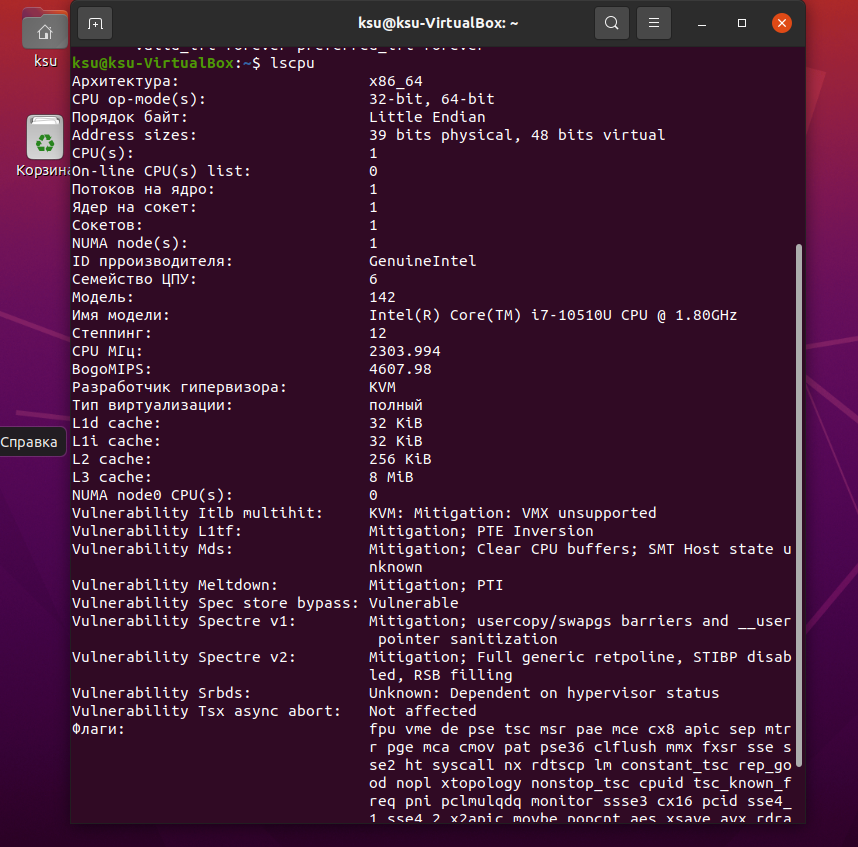 ksu@ksu-VirtualBox: ~
ksu
Корзина
Справка
ksu@ksu-VirtualBox:~$ lscpu
Архитектура: x86_64
CPU op-mode(s): 32-bit, 64-bit
Порядок байт: Little Endian
Address sizes: 39 bits physical, 48 bits virtual
CPU(s): 1
On-line CPU(s) list: 0
Потоков на ядро: 1
Ядер на сокет: 1
Сокетов: 1
NUMA node(s): 1
ID прроизводителя: GenuineIntel
Семейство ЦПУ: 6
Модель: 142
Имя модели: Intel(R) Core(TM) i7-10510U CPU @ 1.80GHz
Степпинг: 12
CPU МГц: 2303.994
BogoMIPS: 4607.98
Разработчик гипервизора: KVM
Тип виртуализации: полный
L1d cache: 32 KiB
L1i cache: 32 KiB
L2 cache: 256 KiB
L3 cache: 8 MiB
NUMA node0 CPU(s): 0
Vulnerability Itlb multihit: KVM: Mitigation: VMX unsupported
Vulnerability L1tf: Mitigation; PTE Inversion
Vulnerability Mds: Mitigation; Clear CPU buffers; SMT Host state u
nknown
Vulnerability Meltdown: Mitigation; PTI
Vulnerability Spec store bypass: Vulnerable
Vulnerability Spectre v1: Mitigation; usercopy/swapgs barriers and __user
pointer sanitization
Vulnerability Spectre v2: Mitigation; Full generic retpoline, STIBP disab
led, RSB filling
Vulnerability Srbds: Unknown: Dependent on hypervisor status
Vulnerability Tsx async abort: Not affected
Флаги: fpu vme de pse tsc msr pae mce cx8 apic sep mtr
r pge mca cmov pat pse36 clflush mmx fxsr sse s
se2 ht syscall nx rdtscp lm constant_tsc rep_go
od nopl xtopology nonstop_tsc cpuid tsc_known_f
req pni pclmulqdq monitor ssse3 cx16 pcid sse4_
1 sse4_2 x2apic movbe popcnt aes xsave avx rdra